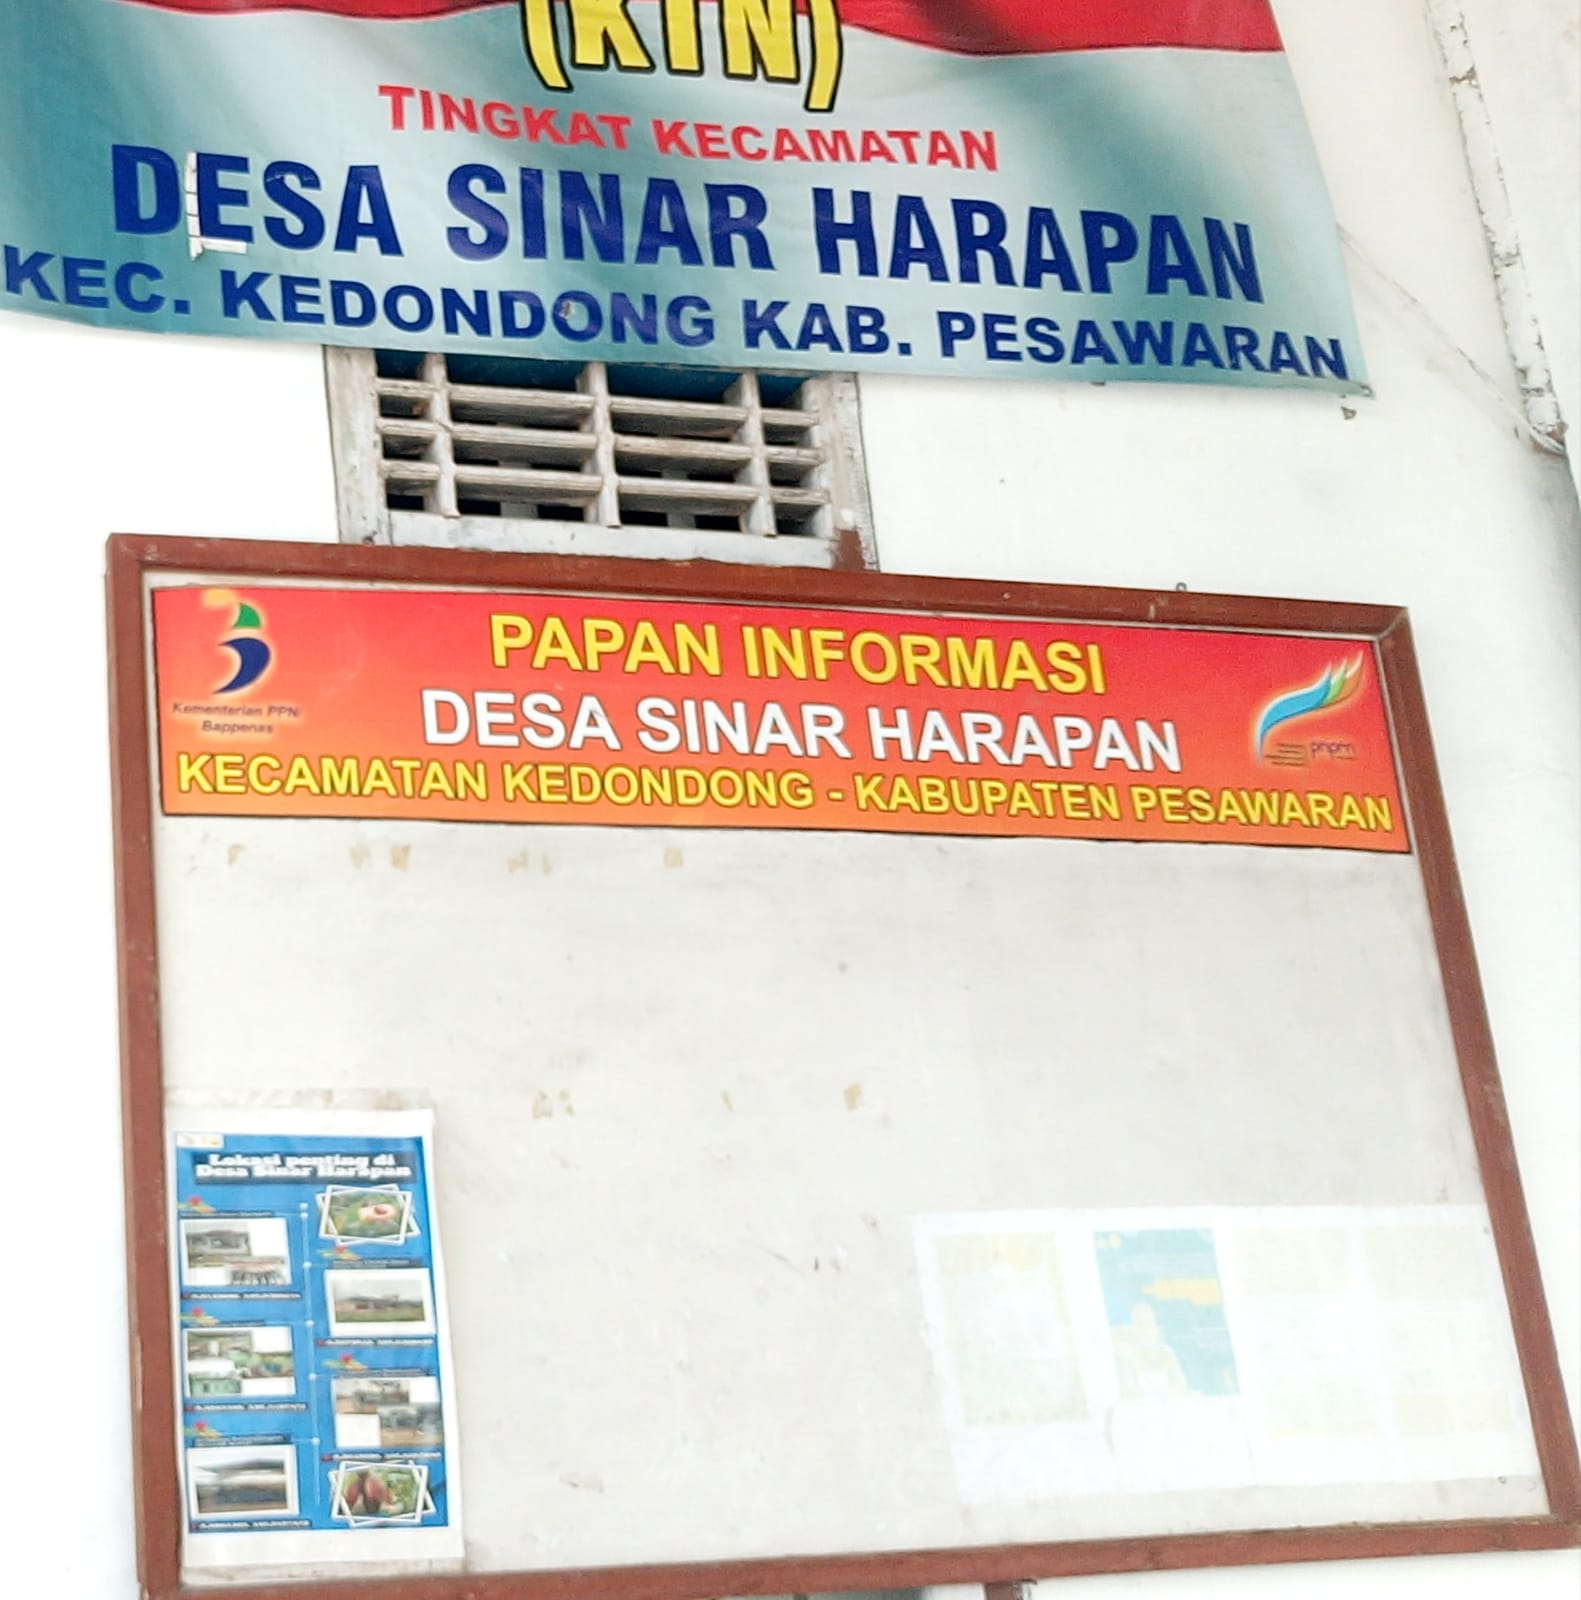 (KTN)
TINGKAT KECAMATAN
DESA SINAR HARAPAN
KEC. KEDONDONG KAB. PESAWARAN
PAPAN INFORMASI
DESA SINAR HARAPAN
KECAMATAN KEDONDONG - KABUPATEN PESAWARAN
Kementerian PPN/
Bappenas
pnpm
Lokasi penting di
Desa Sinar Harapan